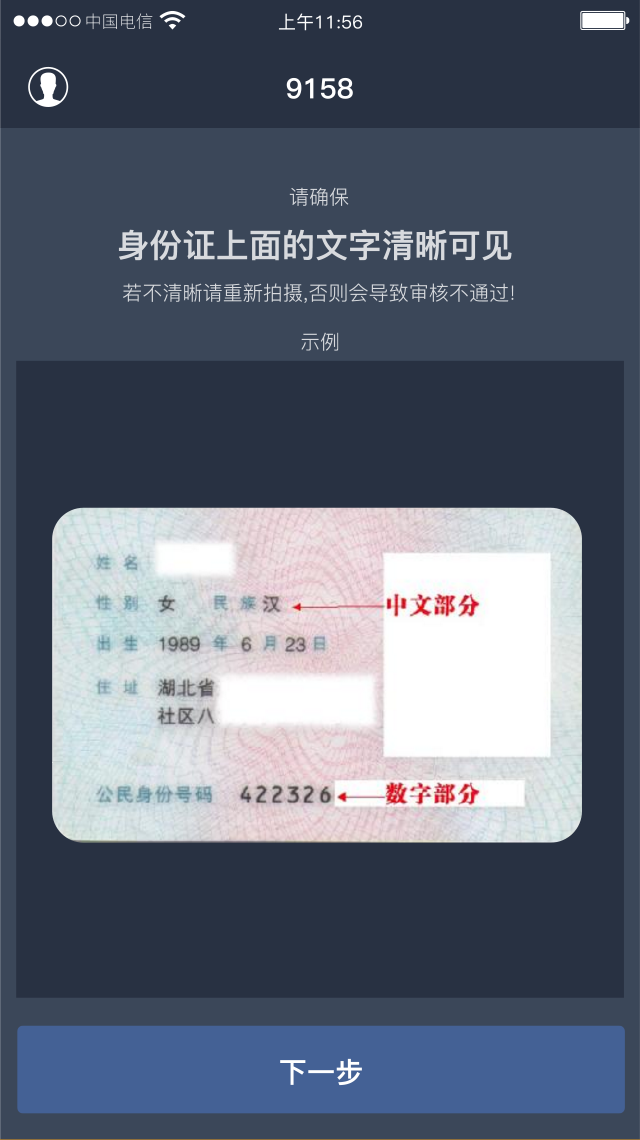 中国电信 上午11:56
9158
请确保
身份证上面的文字清晰可见
若不清晰请重新拍摄,否则会导致审核不通过!
示例
姓名
性别 女 民族 汉 中文部分
出生 1989 年 6 月 23 日
住址 湖北省
社区八
公民身份号码 422326 数字部分
下一步